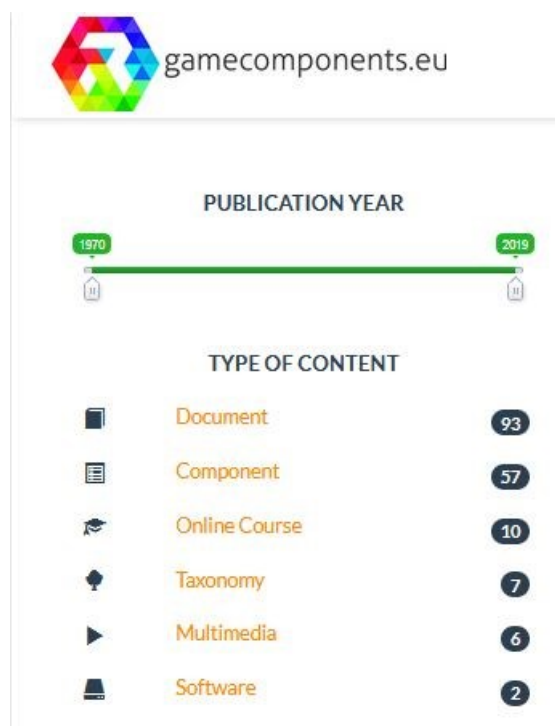 gamecomponents.eu
PUBLICATION YEAR
1970 2019
TYPE OF CONTENT
Document 93
Component 57
Online Course 10
Taxonomy 7
Multimedia 6
Software 2